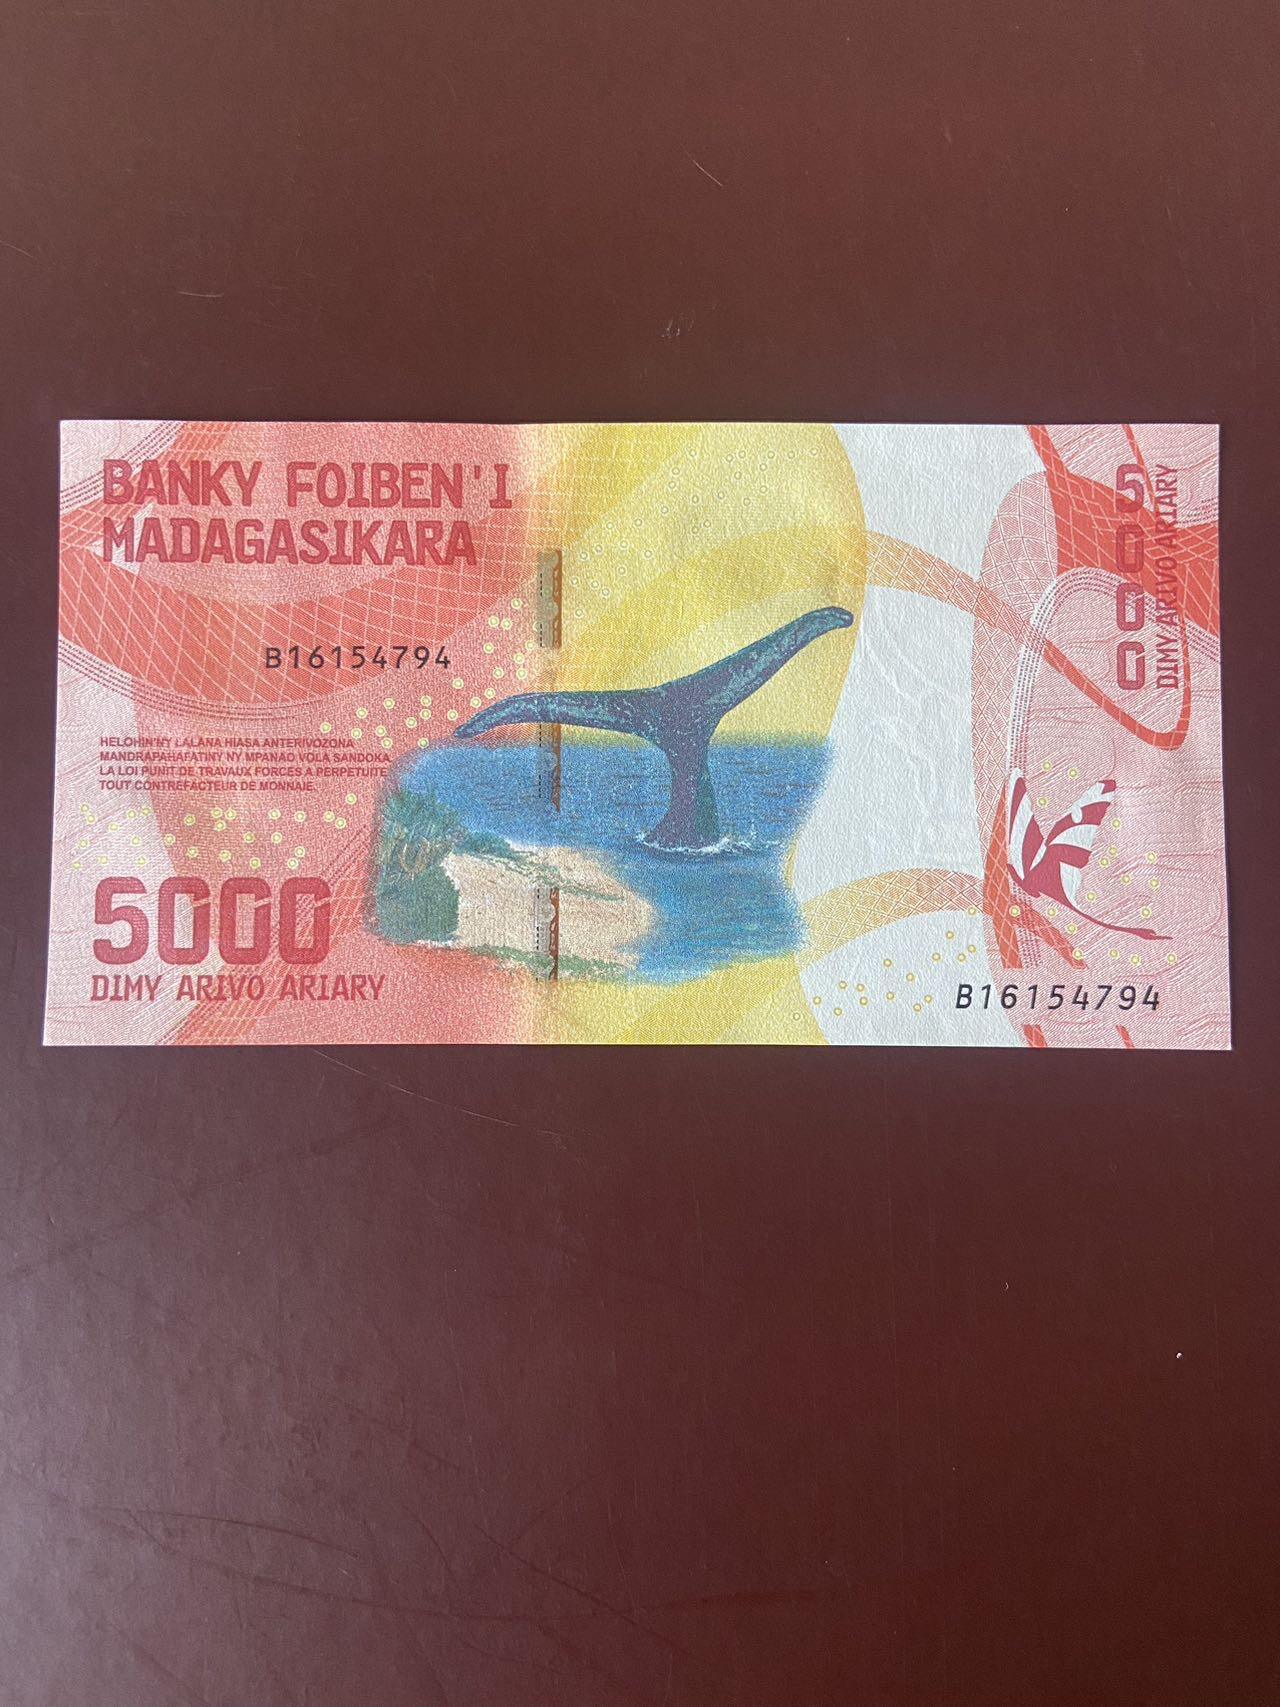 BANKY FOIBEN'I
MADAGASIKARA
B16154794
HELOHIN'NY LALANA HIASA ANTERIVOZONA
MANDRAPAHAFATINY NY MPANAO VOLA SANDOKA
LA LOI PUNIT DE TRAVAUX FORCES A PERPETUITE
TOUT CONTREFACTEUR DE MONNAIE.
5000
DIMY ARIVO ARIARY
5000
DIMY ARIVO ARIARY
B16154794